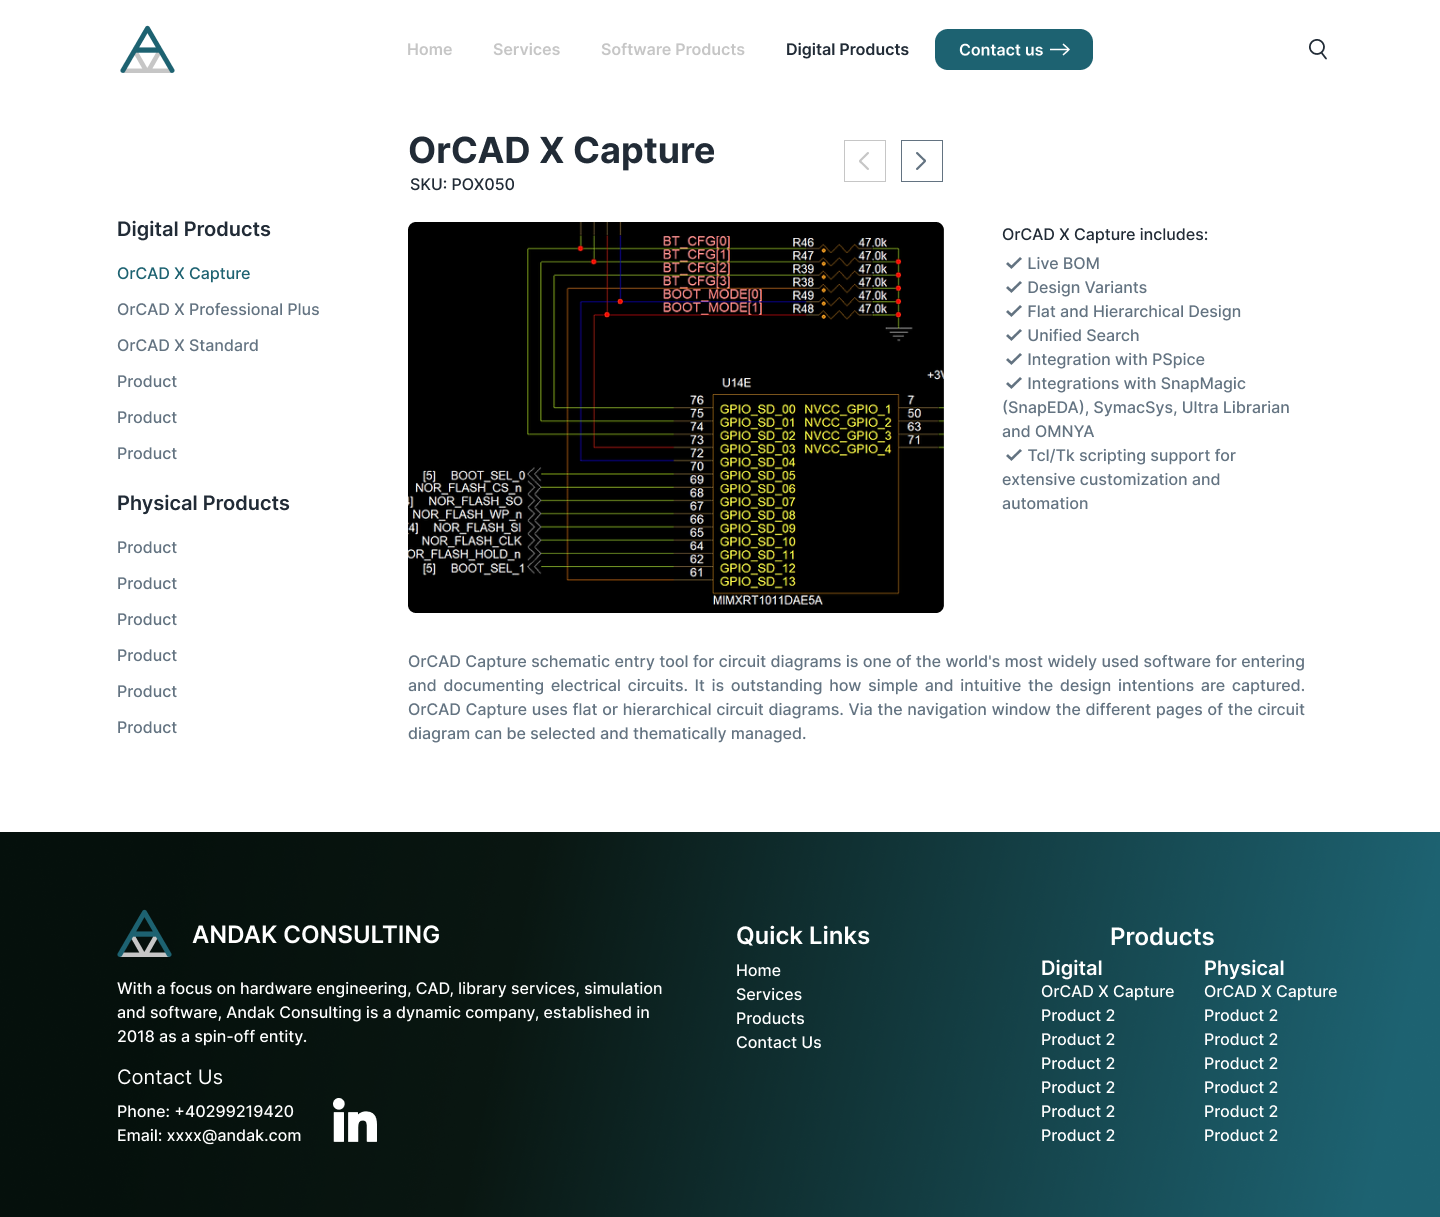 Home Services Software Products Digital Products Contact us
OrCAD X Capture
SKU: POX050
Digital Products
OrCAD X Capture
OrCAD X Professional Plus
OrCAD X Standard
Product
Product
Product
Physical Products
Product
Product
Product
Product
Product
Product
BT_CFG[0] R46 47.0k
BT_CFG[1] R47 47.0k
BT_CFG[2] R39 47.0k
BT_CFG[3] R38 47.0k
BOOT_MODE[0] R49 47.0k
BOOT_MODE[1] R48 47.0k
+3V
U14E
76
75 GPIO_SD_00 NVCC_GPIO_1 7
74 GPIO_SD_01 NVCC_GPIO_2 50
73 GPIO_SD_02 NVCC_GPIO_3 63
72 GPIO_SD_03 NVCC_GPIO_4 71
70 GPIO_SD_04
[5] BOOT_SEL_0 69 GPIO_SD_05
NOR_FLASH_CS_n 68 GPIO_SD_06
4] NOR_FLASH_SO 67 GPIO_SD_07
NOR_FLASH_WP_n 66 GPIO_SD_08
[4] NOR_FLASH_SI 65 GPIO_SD_09
NOR_FLASH_CLK 64 GPIO_SD_10
OR_FLASH_HOLD_n 62 GPIO_SD_11
[5] BOOT_SEL_1 61 GPIO_SD_12
GPIO_SD_13
MIMXRT1011DAE5A
OrCAD X Capture includes:
✓ Live BOM
✓ Design Variants
✓ Flat and Hierarchical Design
✓ Unified Search
✓ Integration with PSpice
✓ Integrations with SnapMagic
(SnapEDA), SymacSys, Ultra Librarian
and OMNYA
✓ Tcl/Tk scripting support for
extensive customization and
automation
OrCAD Capture schematic entry tool for circuit diagrams is one of the world's most widely used software for entering
and documenting electrical circuits. It is outstanding how simple and intuitive the design intentions are captured.
OrCAD Capture uses flat or hierarchical circuit diagrams. Via the navigation window the different pages of the circuit
diagram can be selected and thematically managed.
ANDAK CONSULTING
With a focus on hardware engineering, CAD, library services, simulation
and software, Andak Consulting is a dynamic company, established in
2018 as a spin-off entity.
Contact Us
Phone: +40299219420
Email: xxxx@andak.com
in
Quick Links
Home
Services
Products
Contact Us
Products
Digital Physical
OrCAD X Capture OrCAD X Capture
Product 2 Product 2
Product 2 Product 2
Product 2 Product 2
Product 2 Product 2
Product 2 Product 2
Product 2 Product 2